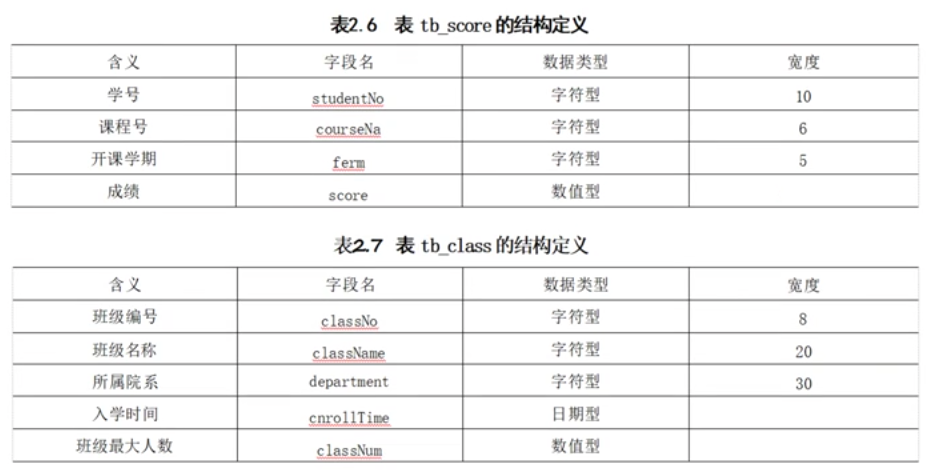 表2.6 表 tb_score 的结构定义
含义 字段名 数据类型 宽度
学号 studentNo 字符型 10
课程号 courseNa 字符型 6
开课学期 ferm 字符型 5
成绩 score 数值型
表2.7 表 tb_class 的结构定义
含义 字段名 数据类型 宽度
班级编号 classNo 字符型 8
班级名称 className 字符型 20
所属院系 department 字符型 30
入学时间 cnrollTime 日期型
班级最大人数 classNum 数值型